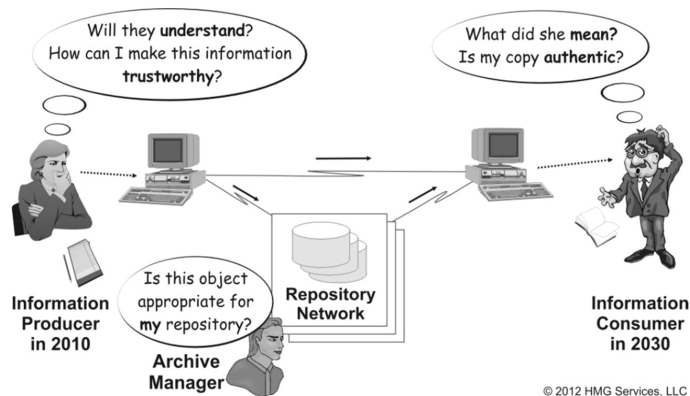 Will they understand?
How can I make this information
trustworthy?
What did she mean?
Is my copy authentic?
Is this object
appropriate for
my repository?
Repository
Network
Information
Producer
in 2010
Archive
Manager
Information
Consumer
in 2030
© 2012 HMG Services, LLC